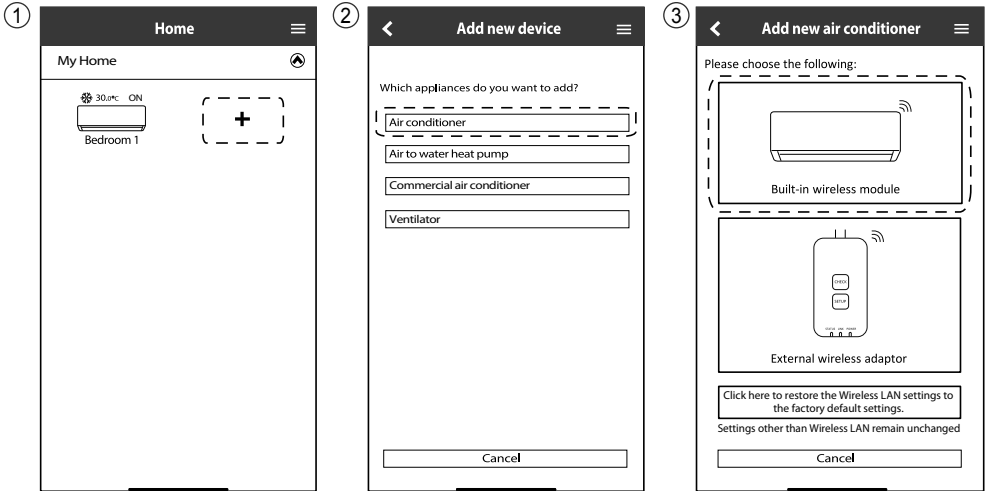 ①
Home
My Home
30.0°C ON
+
Bedroom 1
②
Add new device
Which appliances do you want to add?
Air conditioner
Air to water heat pump
Commercial air conditioner
Ventilator
Cancel
③
Add new air conditioner
Please choose the following:
Built-in wireless module
CHECK
SETUP
STATUS LINK POWER
External wireless adaptor
Click here to restore the Wireless LAN settings to
the factory default settings.
Settings other than Wireless LAN remain unchanged
Cancel